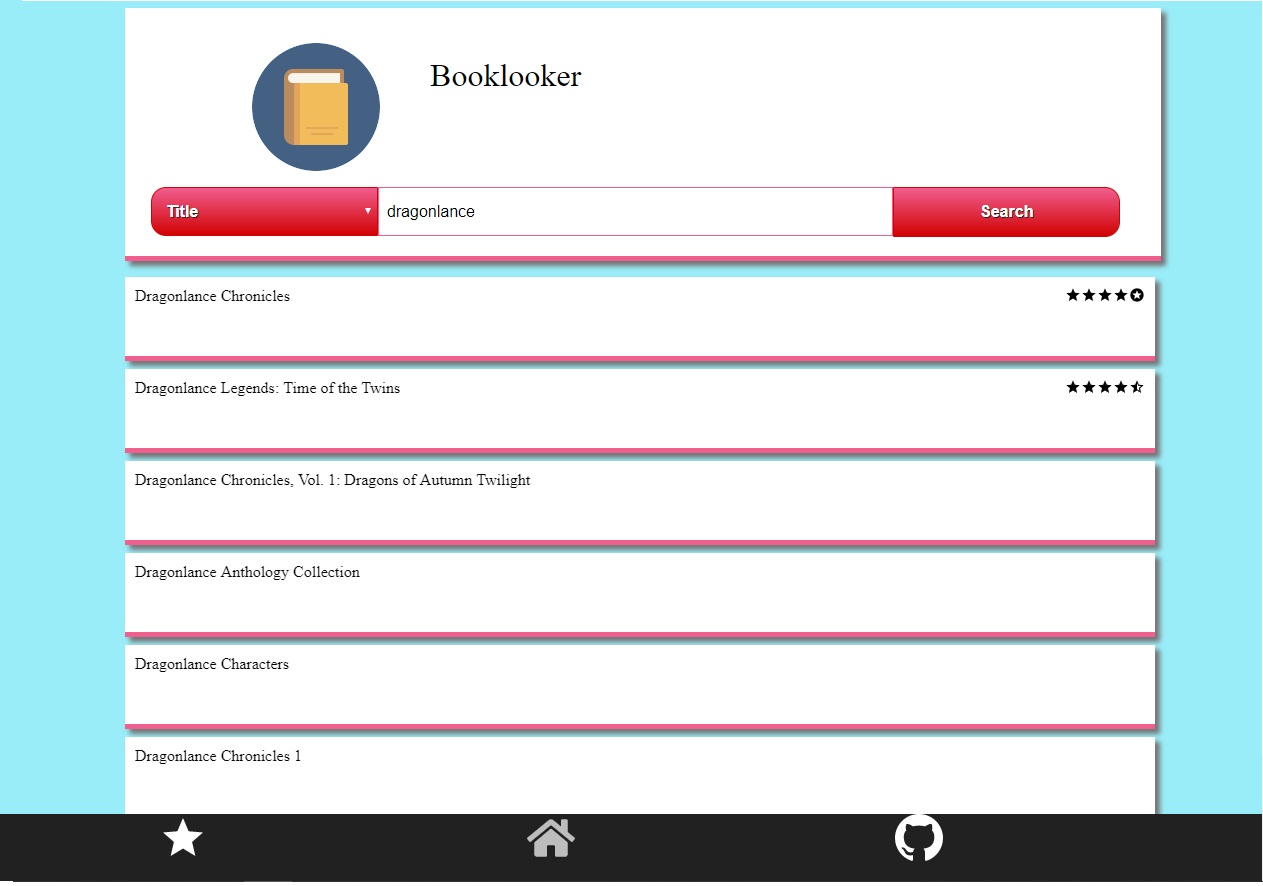 Booklooker
Title
dragonlance
Search
Dragonlance Chronicles
Dragonlance Legends: Time of the Twins
Dragonlance Chronicles, Vol. 1: Dragons of Autumn Twilight
Dragonlance Anthology Collection
Dragonlance Characters
Dragonlance Chronicles 1